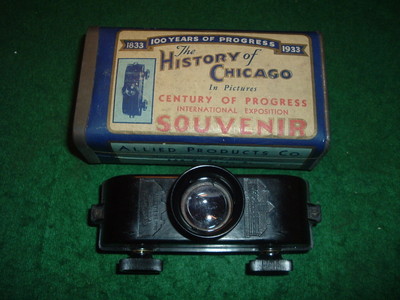 100 YEARS OF PROGRESS
1833 1933
The
HISTORY of
CHICAGO
In Pictures
CENTURY OF PROGRESS
INTERNATIONAL EXPOSITION
SOUVENIR
ALLIED PRODUCTS CO.